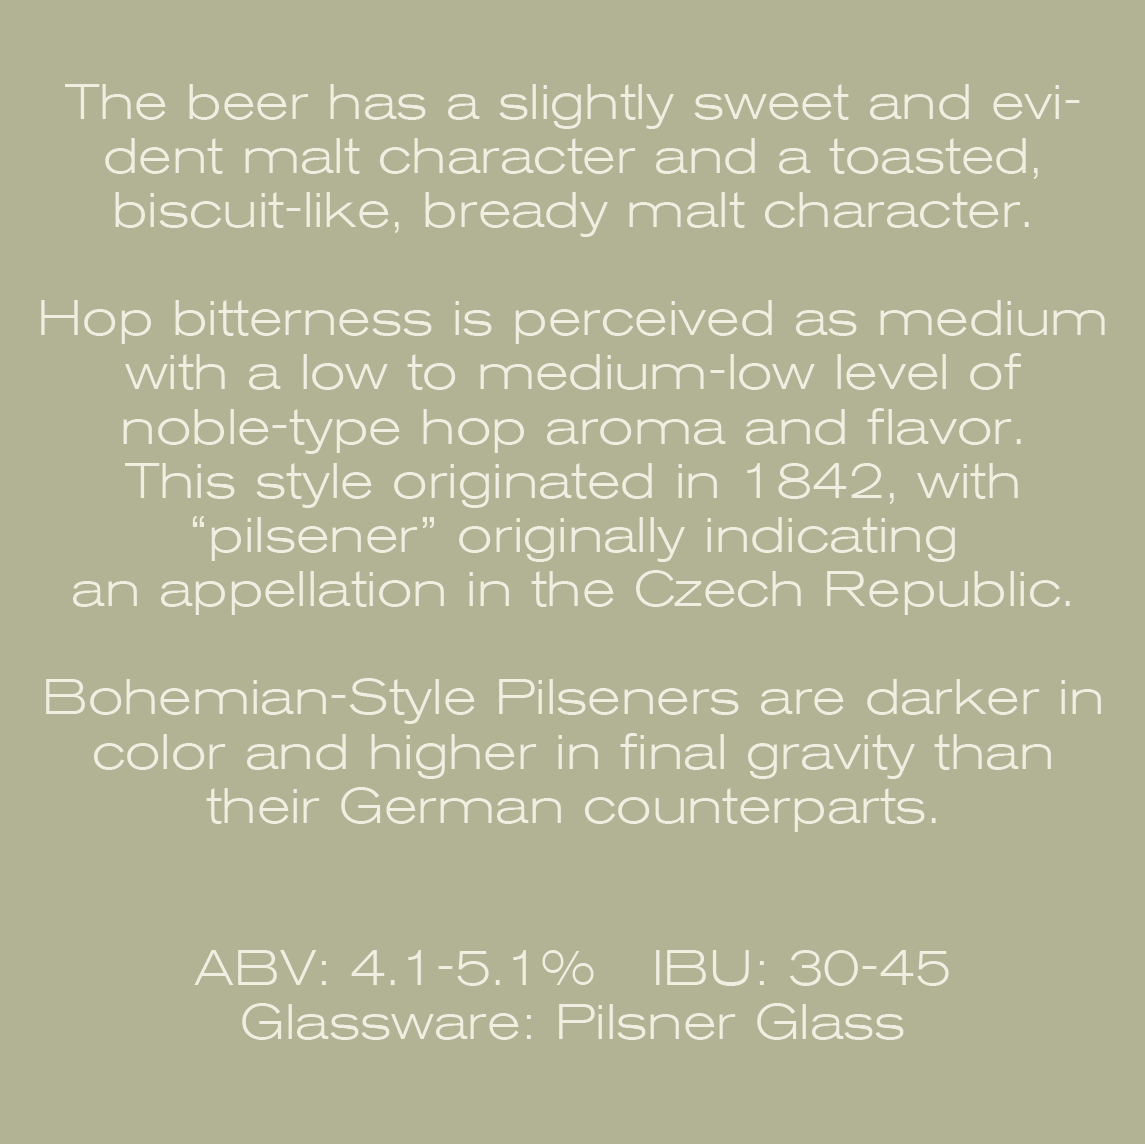 The beer has a slightly sweet and evi-
dent malt character and a toasted,
biscuit-like, bready malt character.
Hop bitterness is perceived as medium
with a low to medium-low level of
noble-type hop aroma and flavor.
This style originated in 1842, with
“pilsener” originally indicating
an appellation in the Czech Republic.
Bohemian-Style Pilseners are darker in
color and higher in final gravity than
their German counterparts.
ABV: 4.1-5.1% IBU: 30-45
Glassware: Pilsner Glass